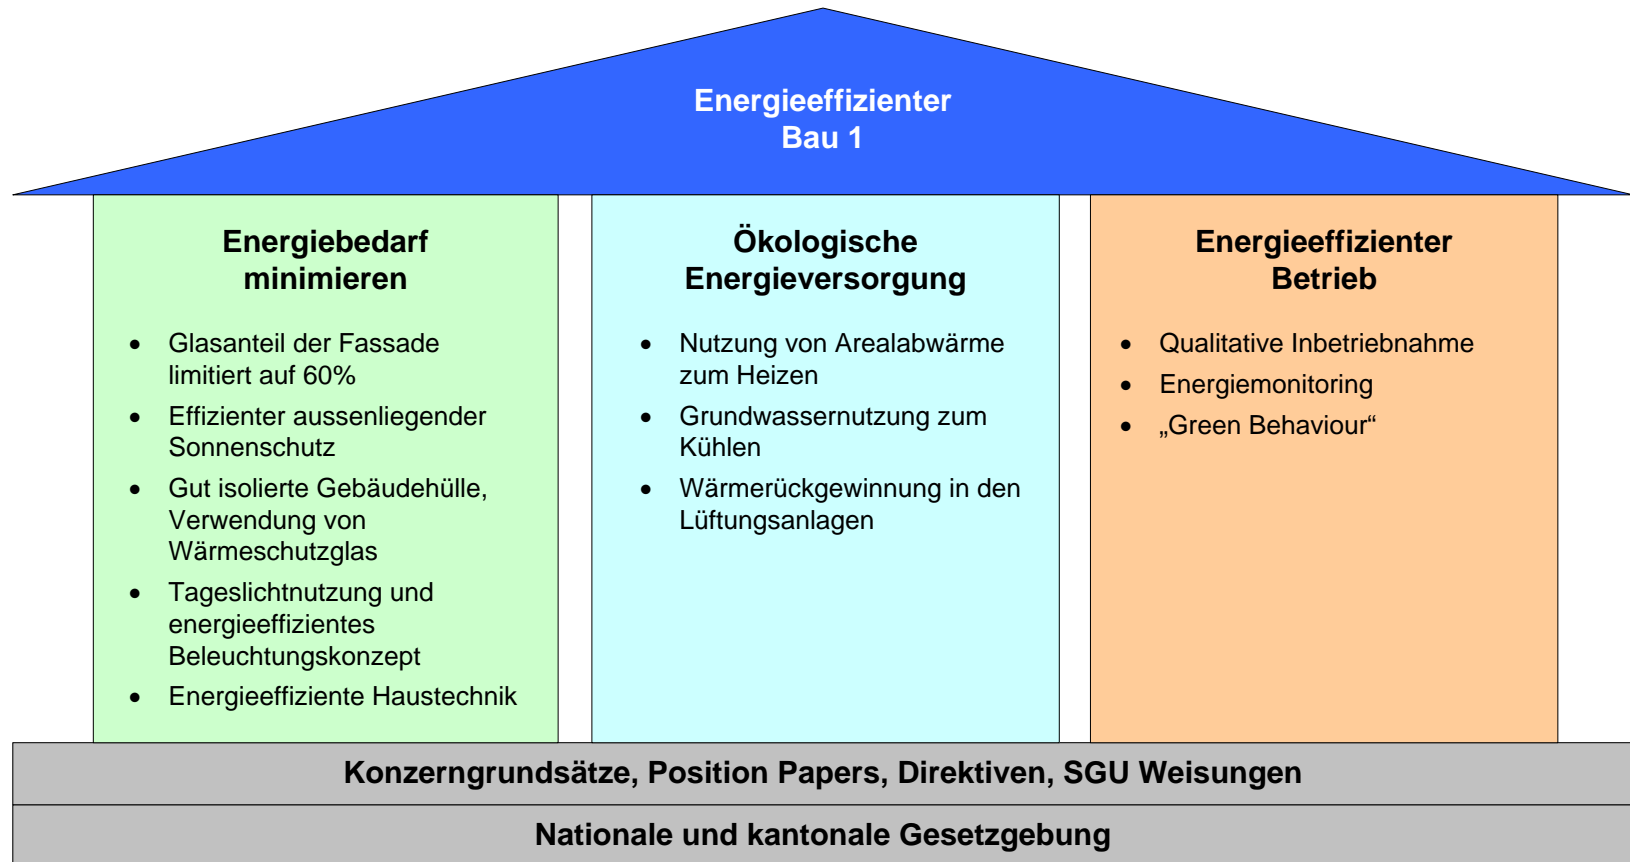 Energieeffizienter
Bau 1
Energiebedarf
minimieren
• Glasanteil der Fassade
limitiert auf 60%
• Effizienter aussenliegender
Sonnenschutz
• Gut isolierte Gebäudehülle,
Verwendung von
Wärmeschutzglas
• Tageslichtnutzung und
energieeffizientes
Beleuchtungskonzept
• Energieeffiziente Haustechnik
Ökologische
Energieversorgung
• Nutzung von Arealabwärme
zum Heizen
• Grundwassernutzung zum
Kühlen
• Wärmerückgewinnung in den
Lüftungsanlagen
Energieeffizienter
Betrieb
• Qualitative Inbetriebnahme
• Energiemonitoring
• „Green Behaviour“
Konzerngrundsätze, Position Papers, Direktiven, SGU Weisungen
Nationale und kantonale Gesetzgebung